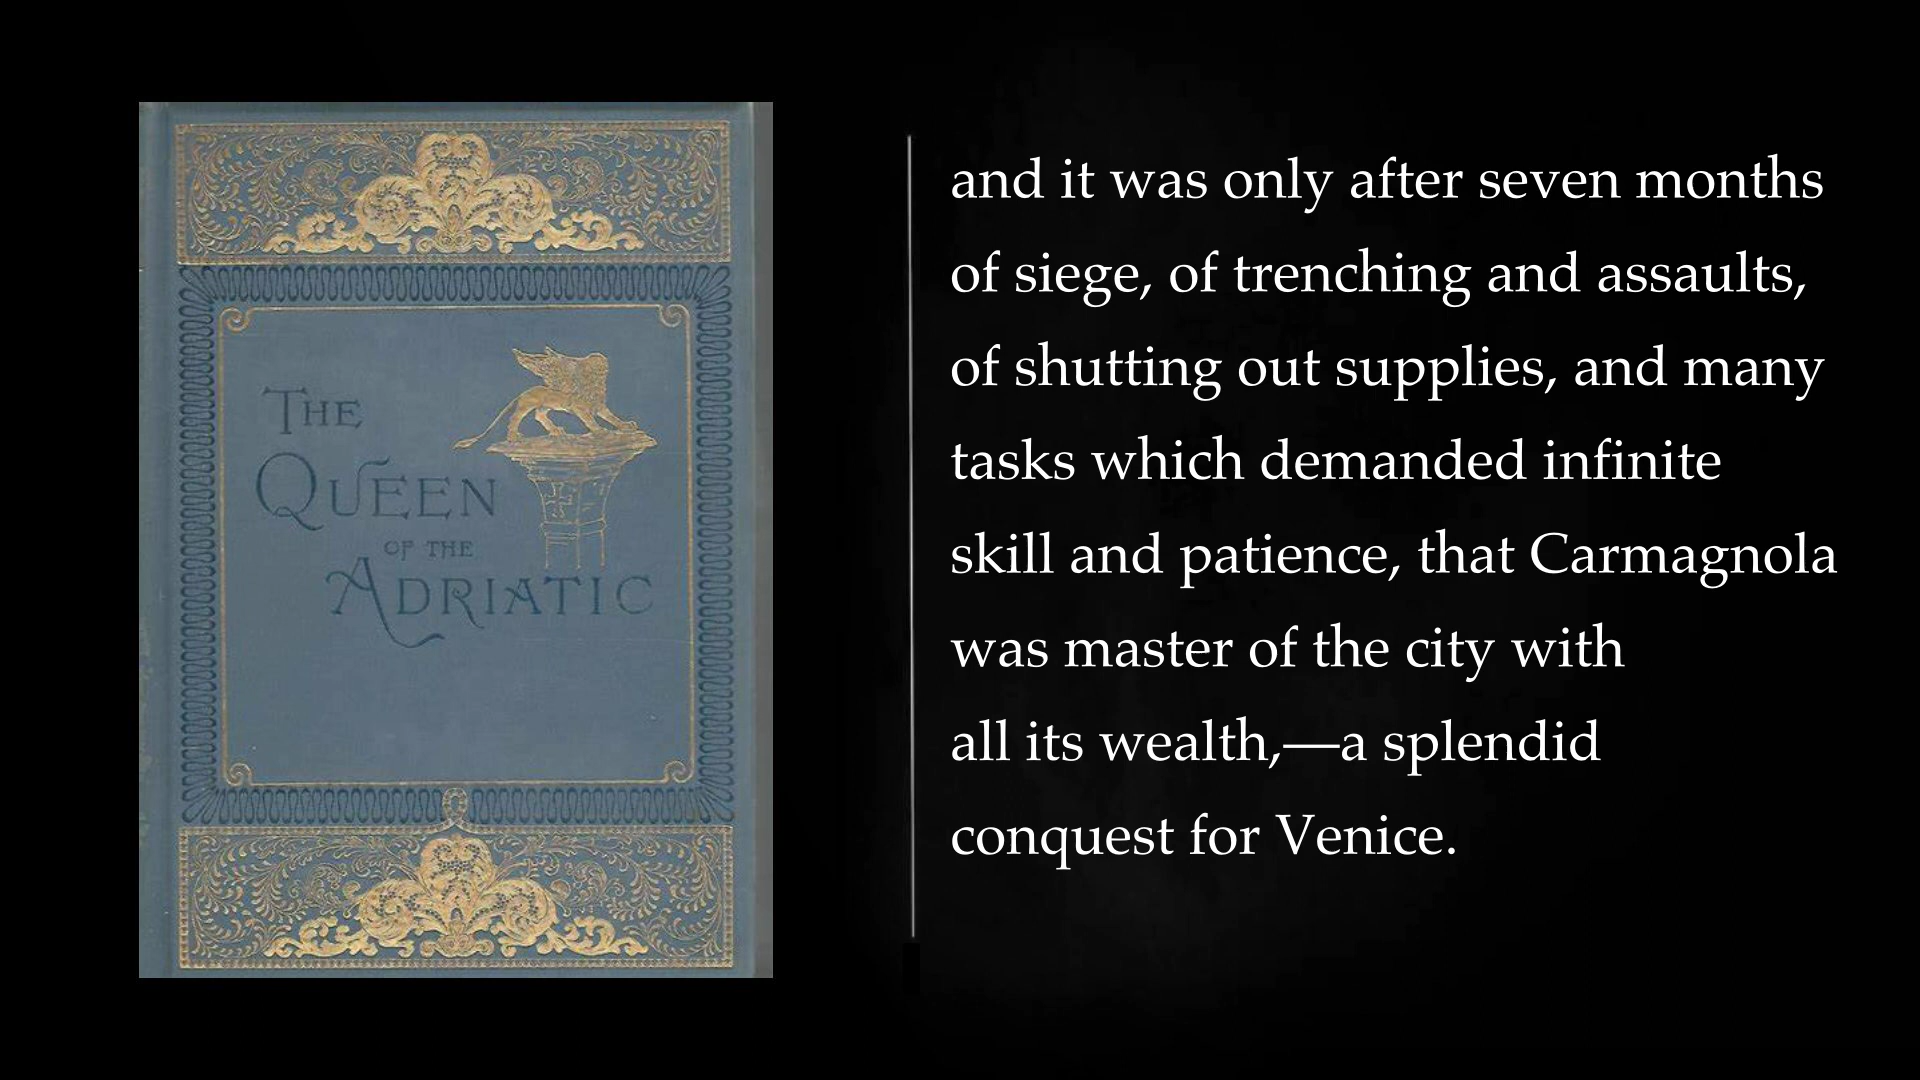 The
Queen
of the
Adriatic
and it was only after seven months
of siege, of trenching and assaults,
of shutting out supplies, and many
tasks which demanded infinite
skill and patience, that Carmagnola
was master of the city with
all its wealth,—a splendid
conquest for Venice.